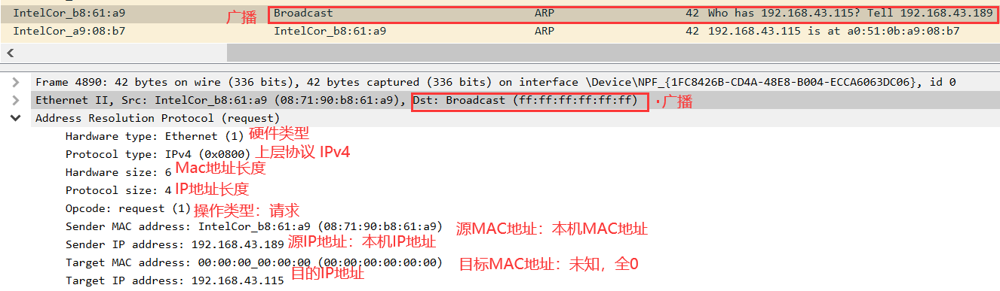 IntelCor_b8:61:a9 广播 Broadcast ARP 42 Who has 192.168.43.115? Tell 192.168.43.189
IntelCor_a9:08:b7 IntelCor_b8:61:a9 ARP 42 192.168.43.115 is at a0:51:0b:a9:08:b7
Frame 4890: 42 bytes on wire (336 bits), 42 bytes captured (336 bits) on interface \Device\NPF_{1FC8426B-CD4A-48E8-B004-ECCA6063DC06}, id 0
Ethernet II, Src: IntelCor_b8:61:a9 (08:71:90:b8:61:a9), Dst: Broadcast (ff:ff:ff:ff:ff:ff) ·广播
Address Resolution Protocol (request)
Hardware type: Ethernet (1) 硬件类型
Protocol type: IPv4 (0x0800) 上层协议 IPv4
Hardware size: 6 Mac地址长度
Protocol size: 4 IP地址长度
Opcode: request (1) 操作类型：请求
Sender MAC address: IntelCor_b8:61:a9 (08:71:90:b8:61:a9) 源MAC地址：本机MAC地址
Sender IP address: 192.168.43.189 源IP地址：本机IP地址
Target MAC address: 00:00:00_00:00:00 (00:00:00:00:00:00) 目标MAC地址：未知，全0
Target IP address: 192.168.43.115 目的IP地址